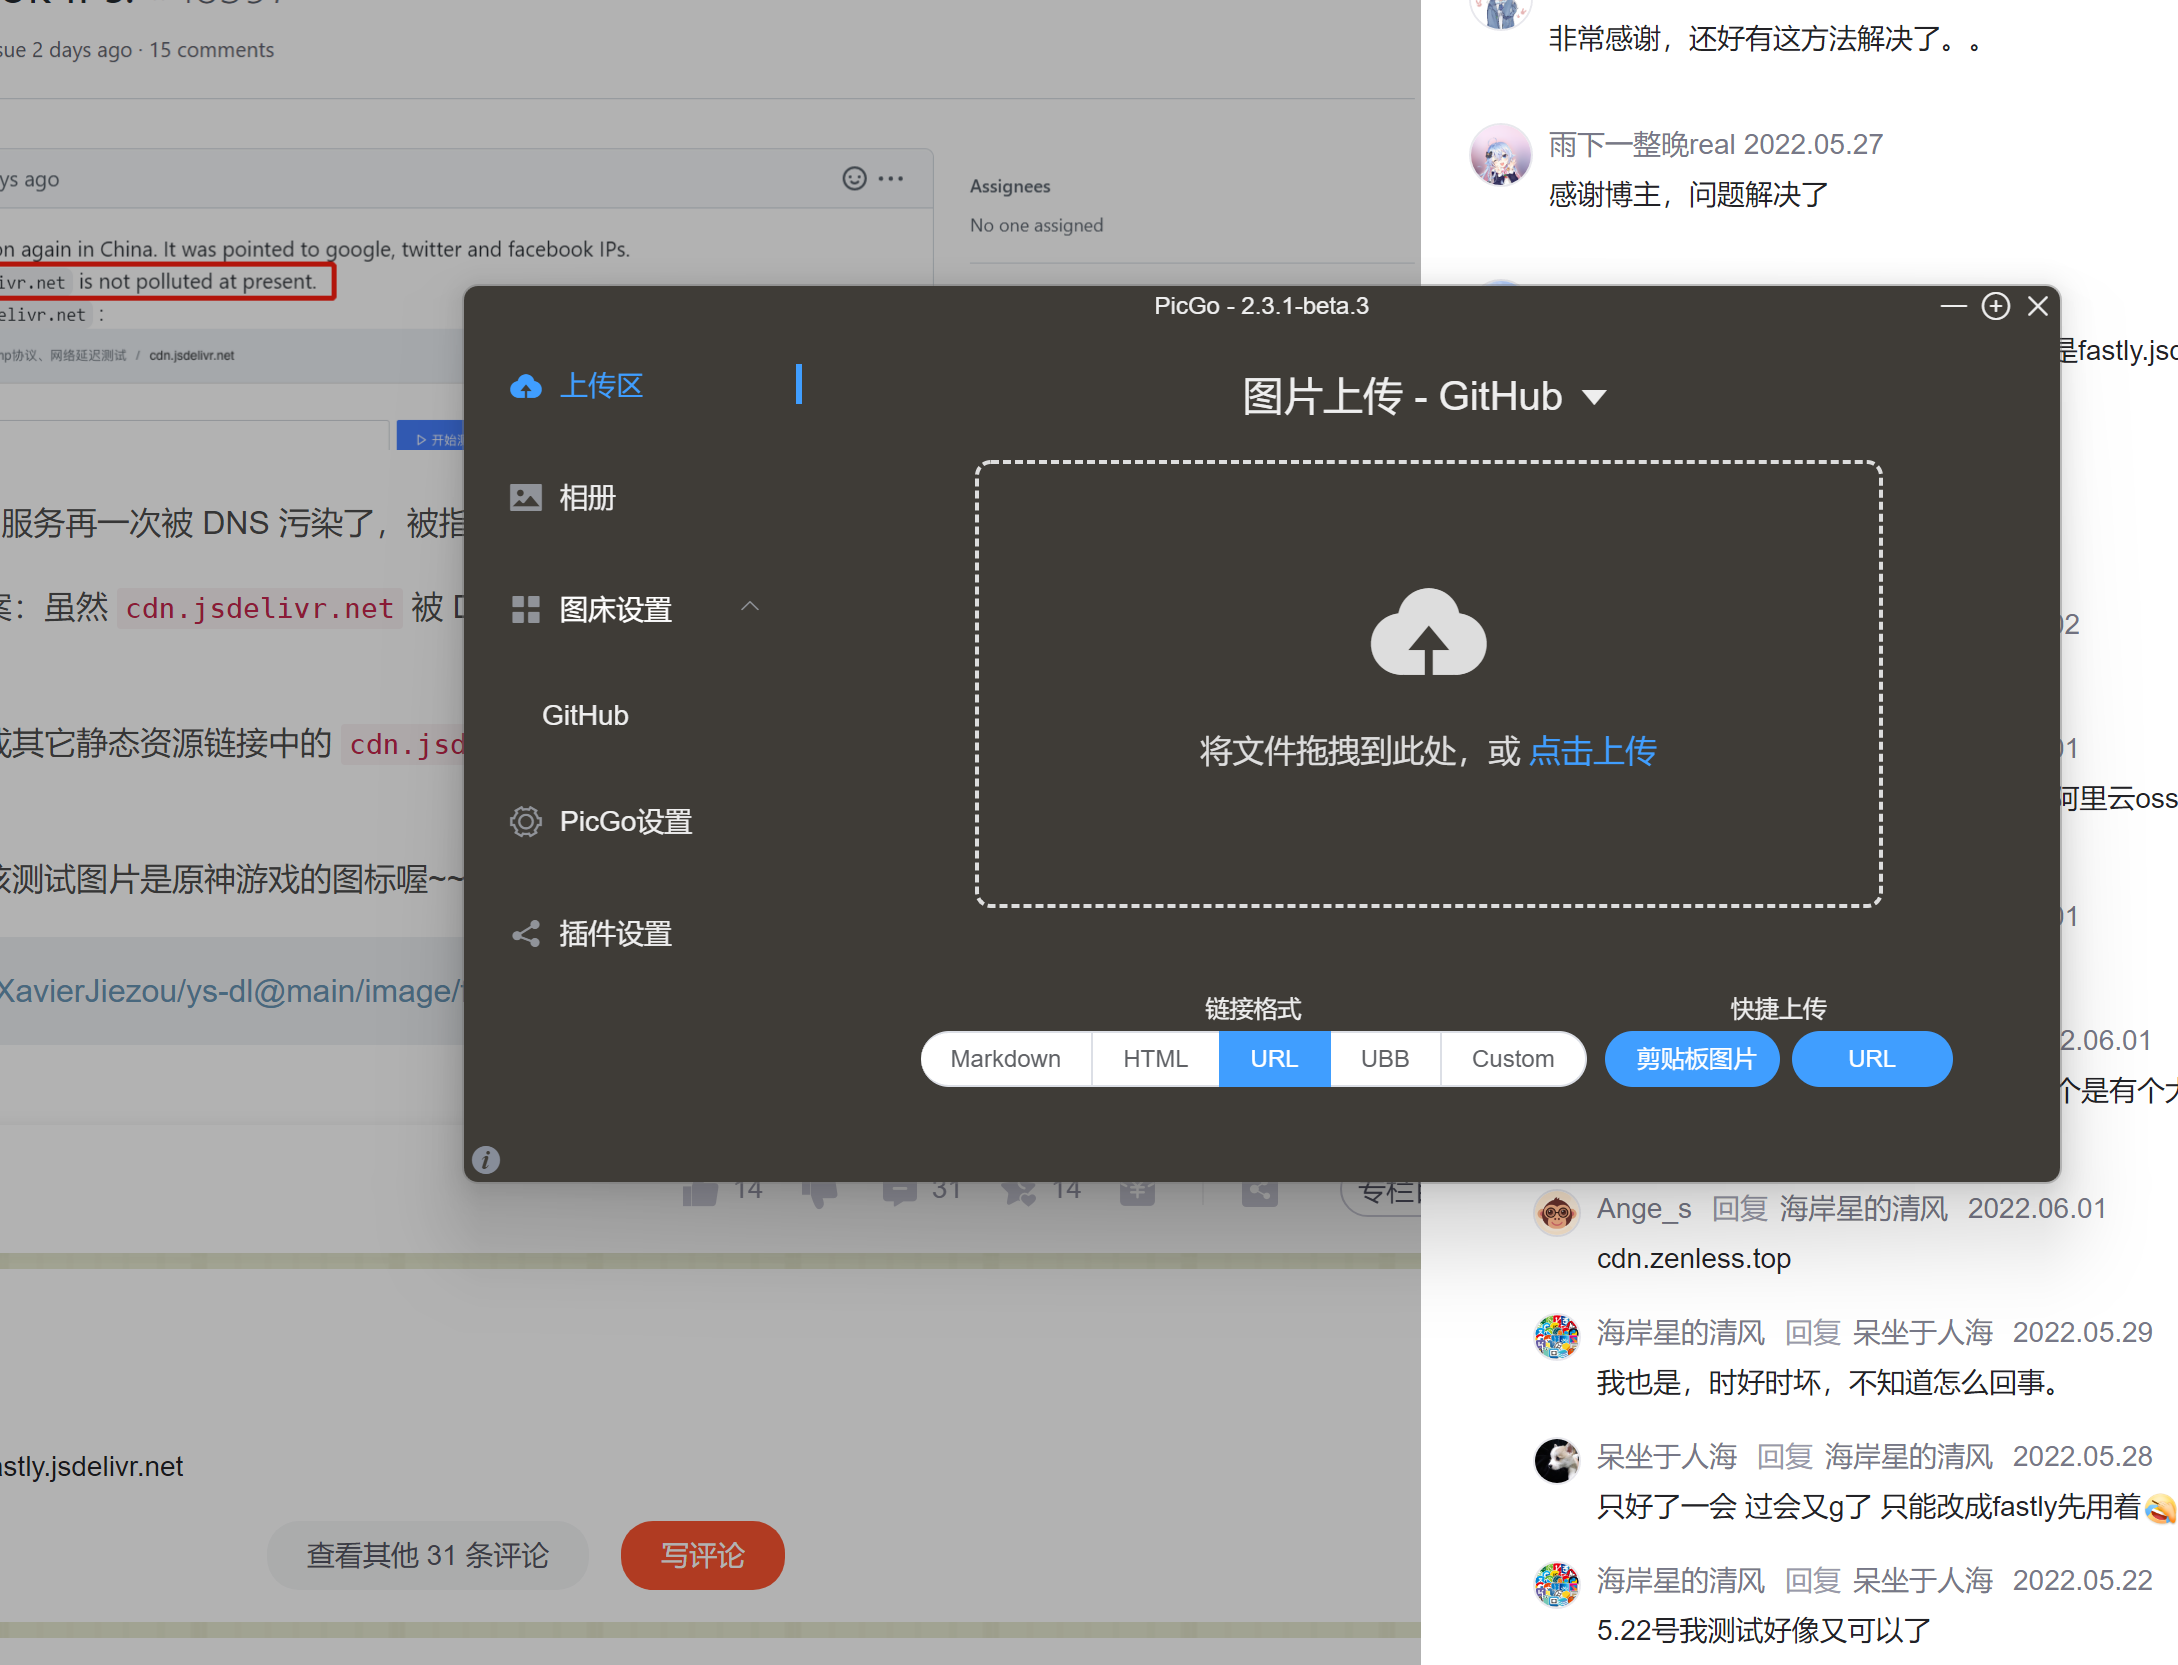 sue 2 days ago · 15 comments
ys ago
Assignees
No one assigned
on again in China. It was pointed to google, twitter and facebook IPs.
ivr.net is not polluted at present.
elivr.net :
mp协议、网络延迟测试 / cdn.jsdelivr.net
开始测
服务再一次被 DNS 污染了，被指
案：虽然 cdn.jsdelivr.net 被 D
其它静态资源链接中的 cdn.jsd
该测试图片是原神游戏的图标喔~~
XavierJiezou/ys-dl@main/image/
14
31
14
专栏
astly.jsdelivr.net
查看其他 31 条评论
写评论
PicGo - 2.3.1-beta.3
上传区
相册
图床设置
GitHub
PicGo设置
插件设置
图片上传 - GitHub
将文件拖拽到此处，或 点击上传
链接格式
快捷上传
Markdown
HTML
URL
UBB
Custom
剪贴板图片
URL
非常感谢，还好有这方法解决了。。
雨下一整晚real 2022.05.27
感谢博主，问题解决了
是fastly.jsd
02
01
阿里云oss
01
2.06.01
个是有个大
Ange_s 回复 海岸星的清风 2022.06.01
cdn.zenless.top
海岸星的清风 回复 呆坐于人海 2022.05.29
我也是，时好时坏，不知道怎么回事。
呆坐于人海 回复 海岸星的清风 2022.05.28
只好了一会 过会又g了 只能改成fastly先用着🤣
海岸星的清风 回复 呆坐于人海 2022.05.22
5.22号我测试好像又可以了